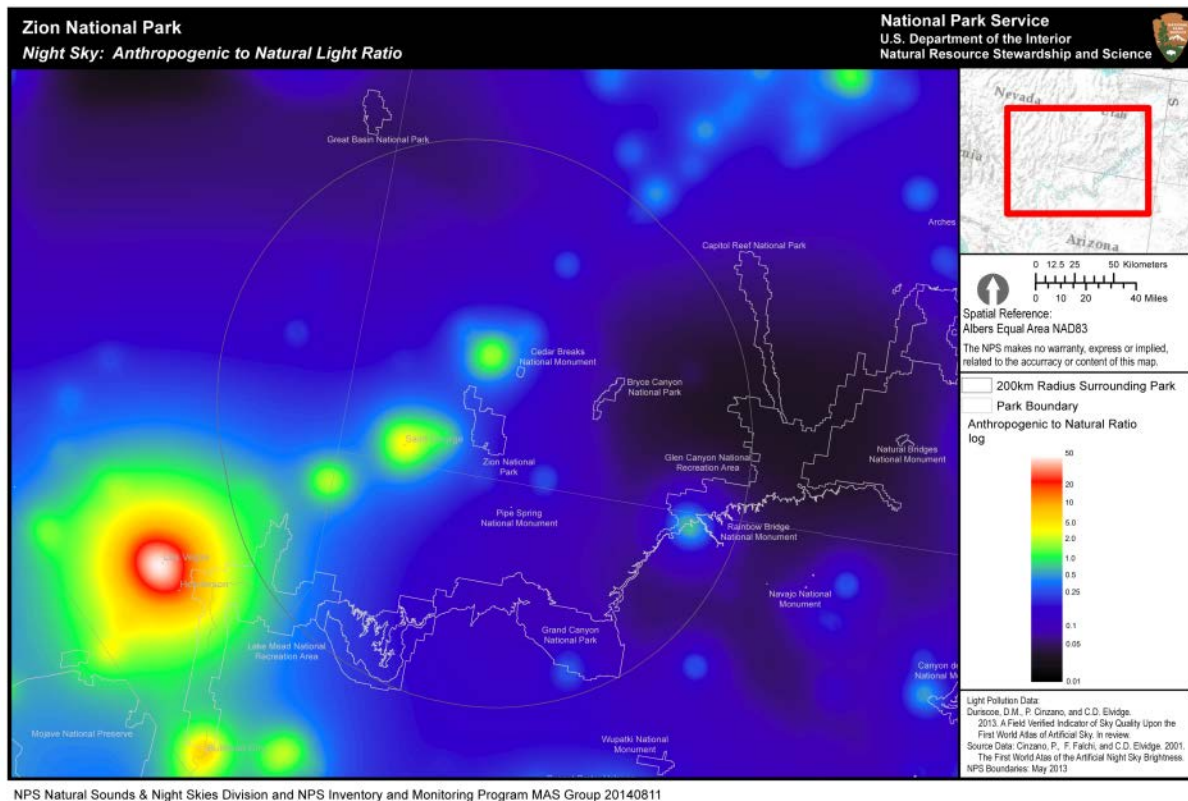 Zion National Park
Night Sky: Anthropogenic to Natural Light Ratio
National Park Service
U.S. Department of the Interior
Natural Resource Stewardship and Science
Great Basin National Park
Capitol Reef National Park
Arches
Cedar Breaks
National Monument
Bryce Canyon
National Park
Zion National
Park
Glen Canyon National
Recreation Area
Natural Bridges
National Monument
Pipe Spring
National Monument
Rainbow Bridge
National Monument
Navajo National
Monument
Grand Canyon
National Park
Lake Mead National
Recreation Area
Canyon de
National M
Mojave National Preserve
Wupatki National
Monument
Nevada
Utah
S
nia
Arizona
0 12.5 25 50 Kilometers
0 10 20 40 Miles
Spatial Reference:
Albers Equal Area NAD83
The NPS makes no warranty, express or implied,
related to the accurracy or content of this map.
200km Radius Surrounding Park
Park Boundary
Anthropogenic to Natural Ratio
log
50
20
10
5.0
2.0
1.0
0.5
0.25
0.1
0.05
0.01
Light Pollution Data:
Duriscoe, D.M., P. Cinzano, and C.D. Elvidge.
2013. A Field Verified Indicator of Sky Quality Upon the
First World Atlas of Artificial Sky. In review.
Source Data: Cinzano, P., F. Falchi, and C.D. Elvidge. 2001.
The First World Atas of the Artificial Night Sky Brightness.
NPS Boundaries: May 2013
NPS Natural Sounds & Night Skies Division and NPS Inventory and Monitoring Program MAS Group 20140811